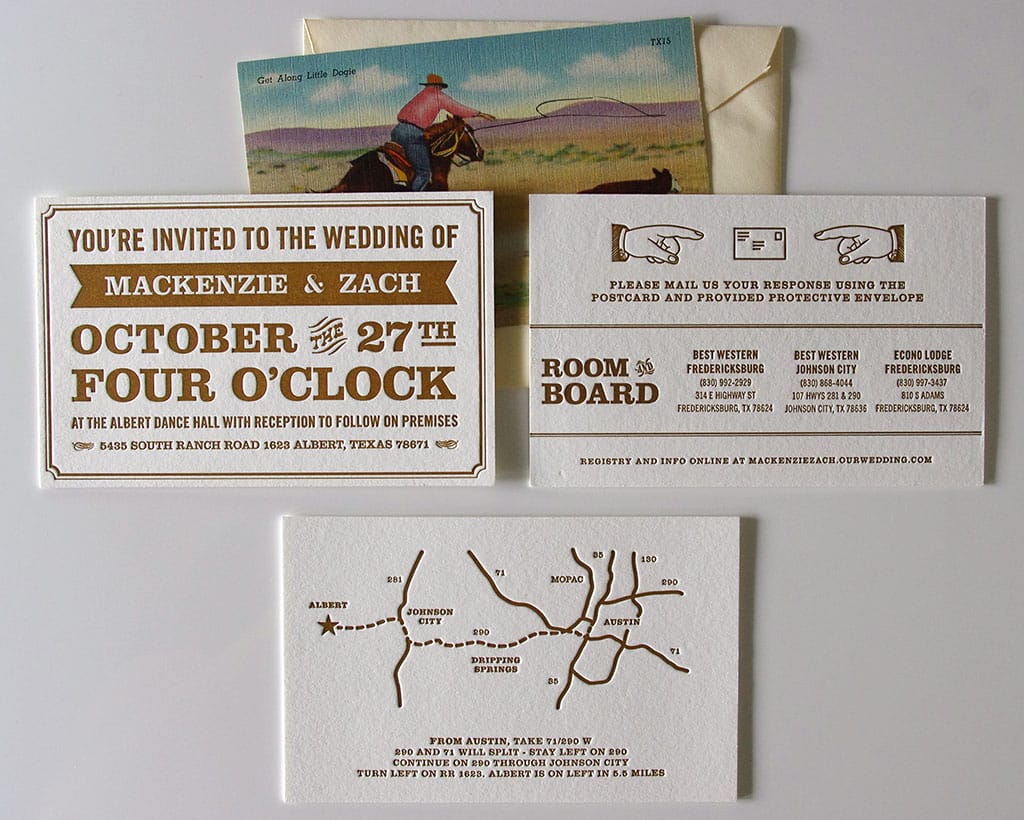 Get Along Little Dogie
TX15
YOU'RE INVITED TO THE WEDDING OF
MACKENZIE & ZACH
OCTOBER THE 27TH
FOUR O'CLOCK
AT THE ALBERT DANCE HALL WITH RECEPTION TO FOLLOW ON PREMISES
5435 SOUTH RANCH ROAD 1623 ALBERT, TEXAS 78671
PLEASE MAIL US YOUR RESPONSE USING THE
POSTCARD AND PROVIDED PROTECTIVE ENVELOPE
ROOM AND
BOARD
BEST WESTERN
FREDERICKSBURG
(830) 992-2929
314 E HIGHWAY ST
FREDERICKSBURG, TX 78624
BEST WESTERN
JOHNSON CITY
(830) 868-4044
107 HWYS 281 & 290
JOHNSON CITY, TX 78636
ECONO LODGE
FREDERICKSBURG
(830) 997-3437
810 S ADAMS
FREDERICKSBURG, TX 78624
REGISTRY AND INFO ONLINE AT MACKENZIEZACH.OURWEDDING.COM
281
71
MOPAC
35
130
290
ALBERT
JOHNSON
CITY
290
AUSTIN
DRIPPING
SPRINGS
71
35
FROM AUSTIN, TAKE 71/290 W
290 AND 71 WILL SPLIT - STAY LEFT ON 290
CONTINUE ON 290 THROUGH JOHNSON CITY
TURN LEFT ON RR 1623. ALBERT IS ON LEFT IN 5.5 MILES